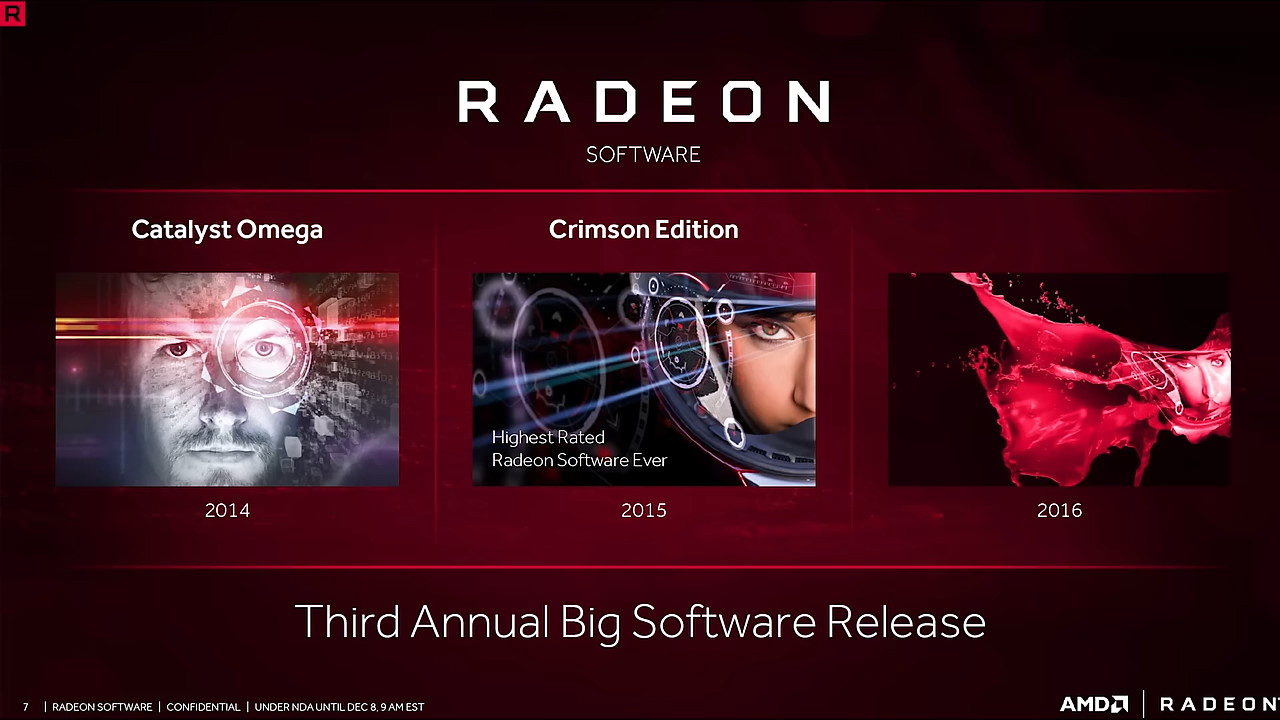 R
RADEON
SOFTWARE
Catalyst Omega
Crimson Edition
Highest Rated
Radeon Software Ever
2014
2015
2016
Third Annual Big Software Release
7 | RADEON SOFTWARE | CONFIDENTIAL | UNDER NDA UNTIL DEC 8, 9 AM EST
AMD | RADEON